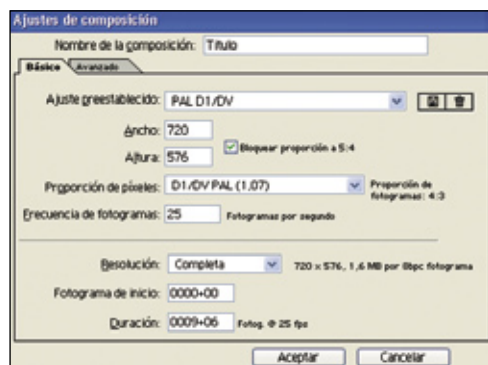 Ajustes de composición
Nombre de la composición: Título
Básico Avanzado
Ajuste preestablecido: PAL D1/DV
Ancho: 720
Altura: 576
Bloquear proporción a 5:4
Proporción de píxeles: D1/DV PAL (1,07)
Proporción de fotogramas: 4:3
Frecuencia de fotogramas: 25 Fotogramas por segundo
Resolución: Completa 720 x 576, 1,6 MB por 8bpc fotograma
Fotograma de inicio: 0000+00
Duración: 0009+06 Fotog. @ 25 fps
Aceptar Cancelar